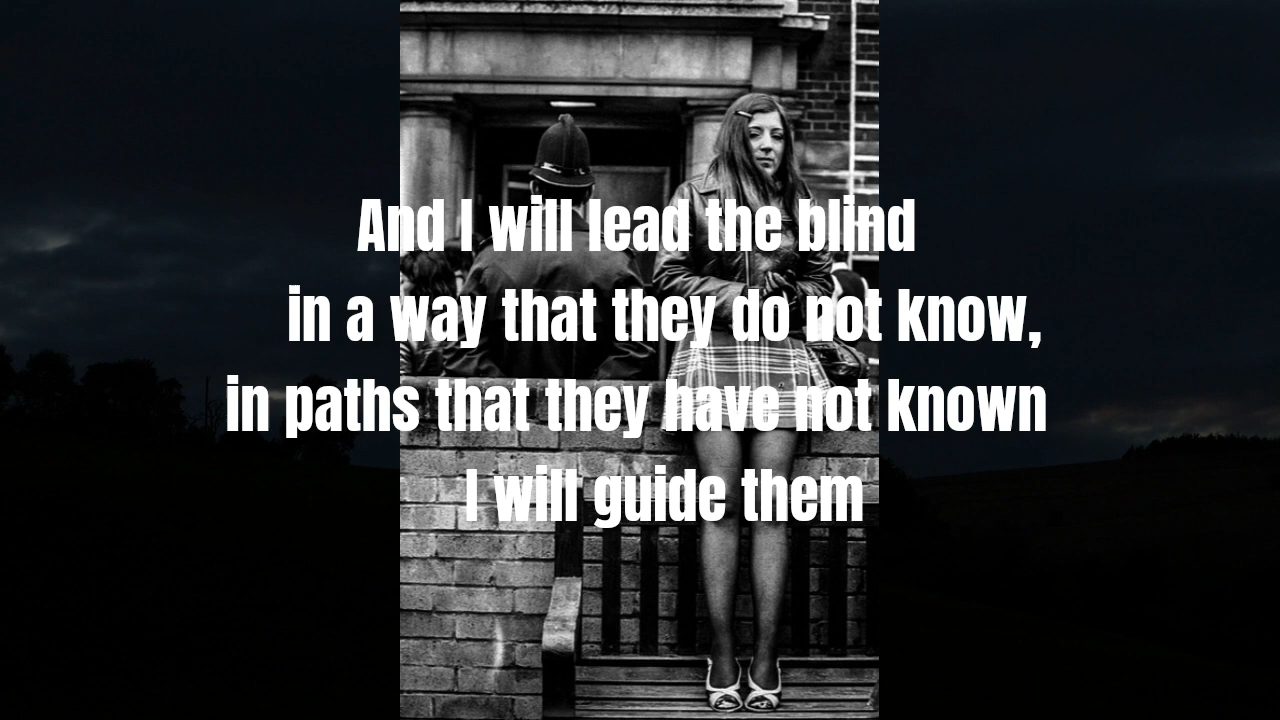 And I will lead the blind
in a way that they do not know,
in paths that they have not known
I will guide them